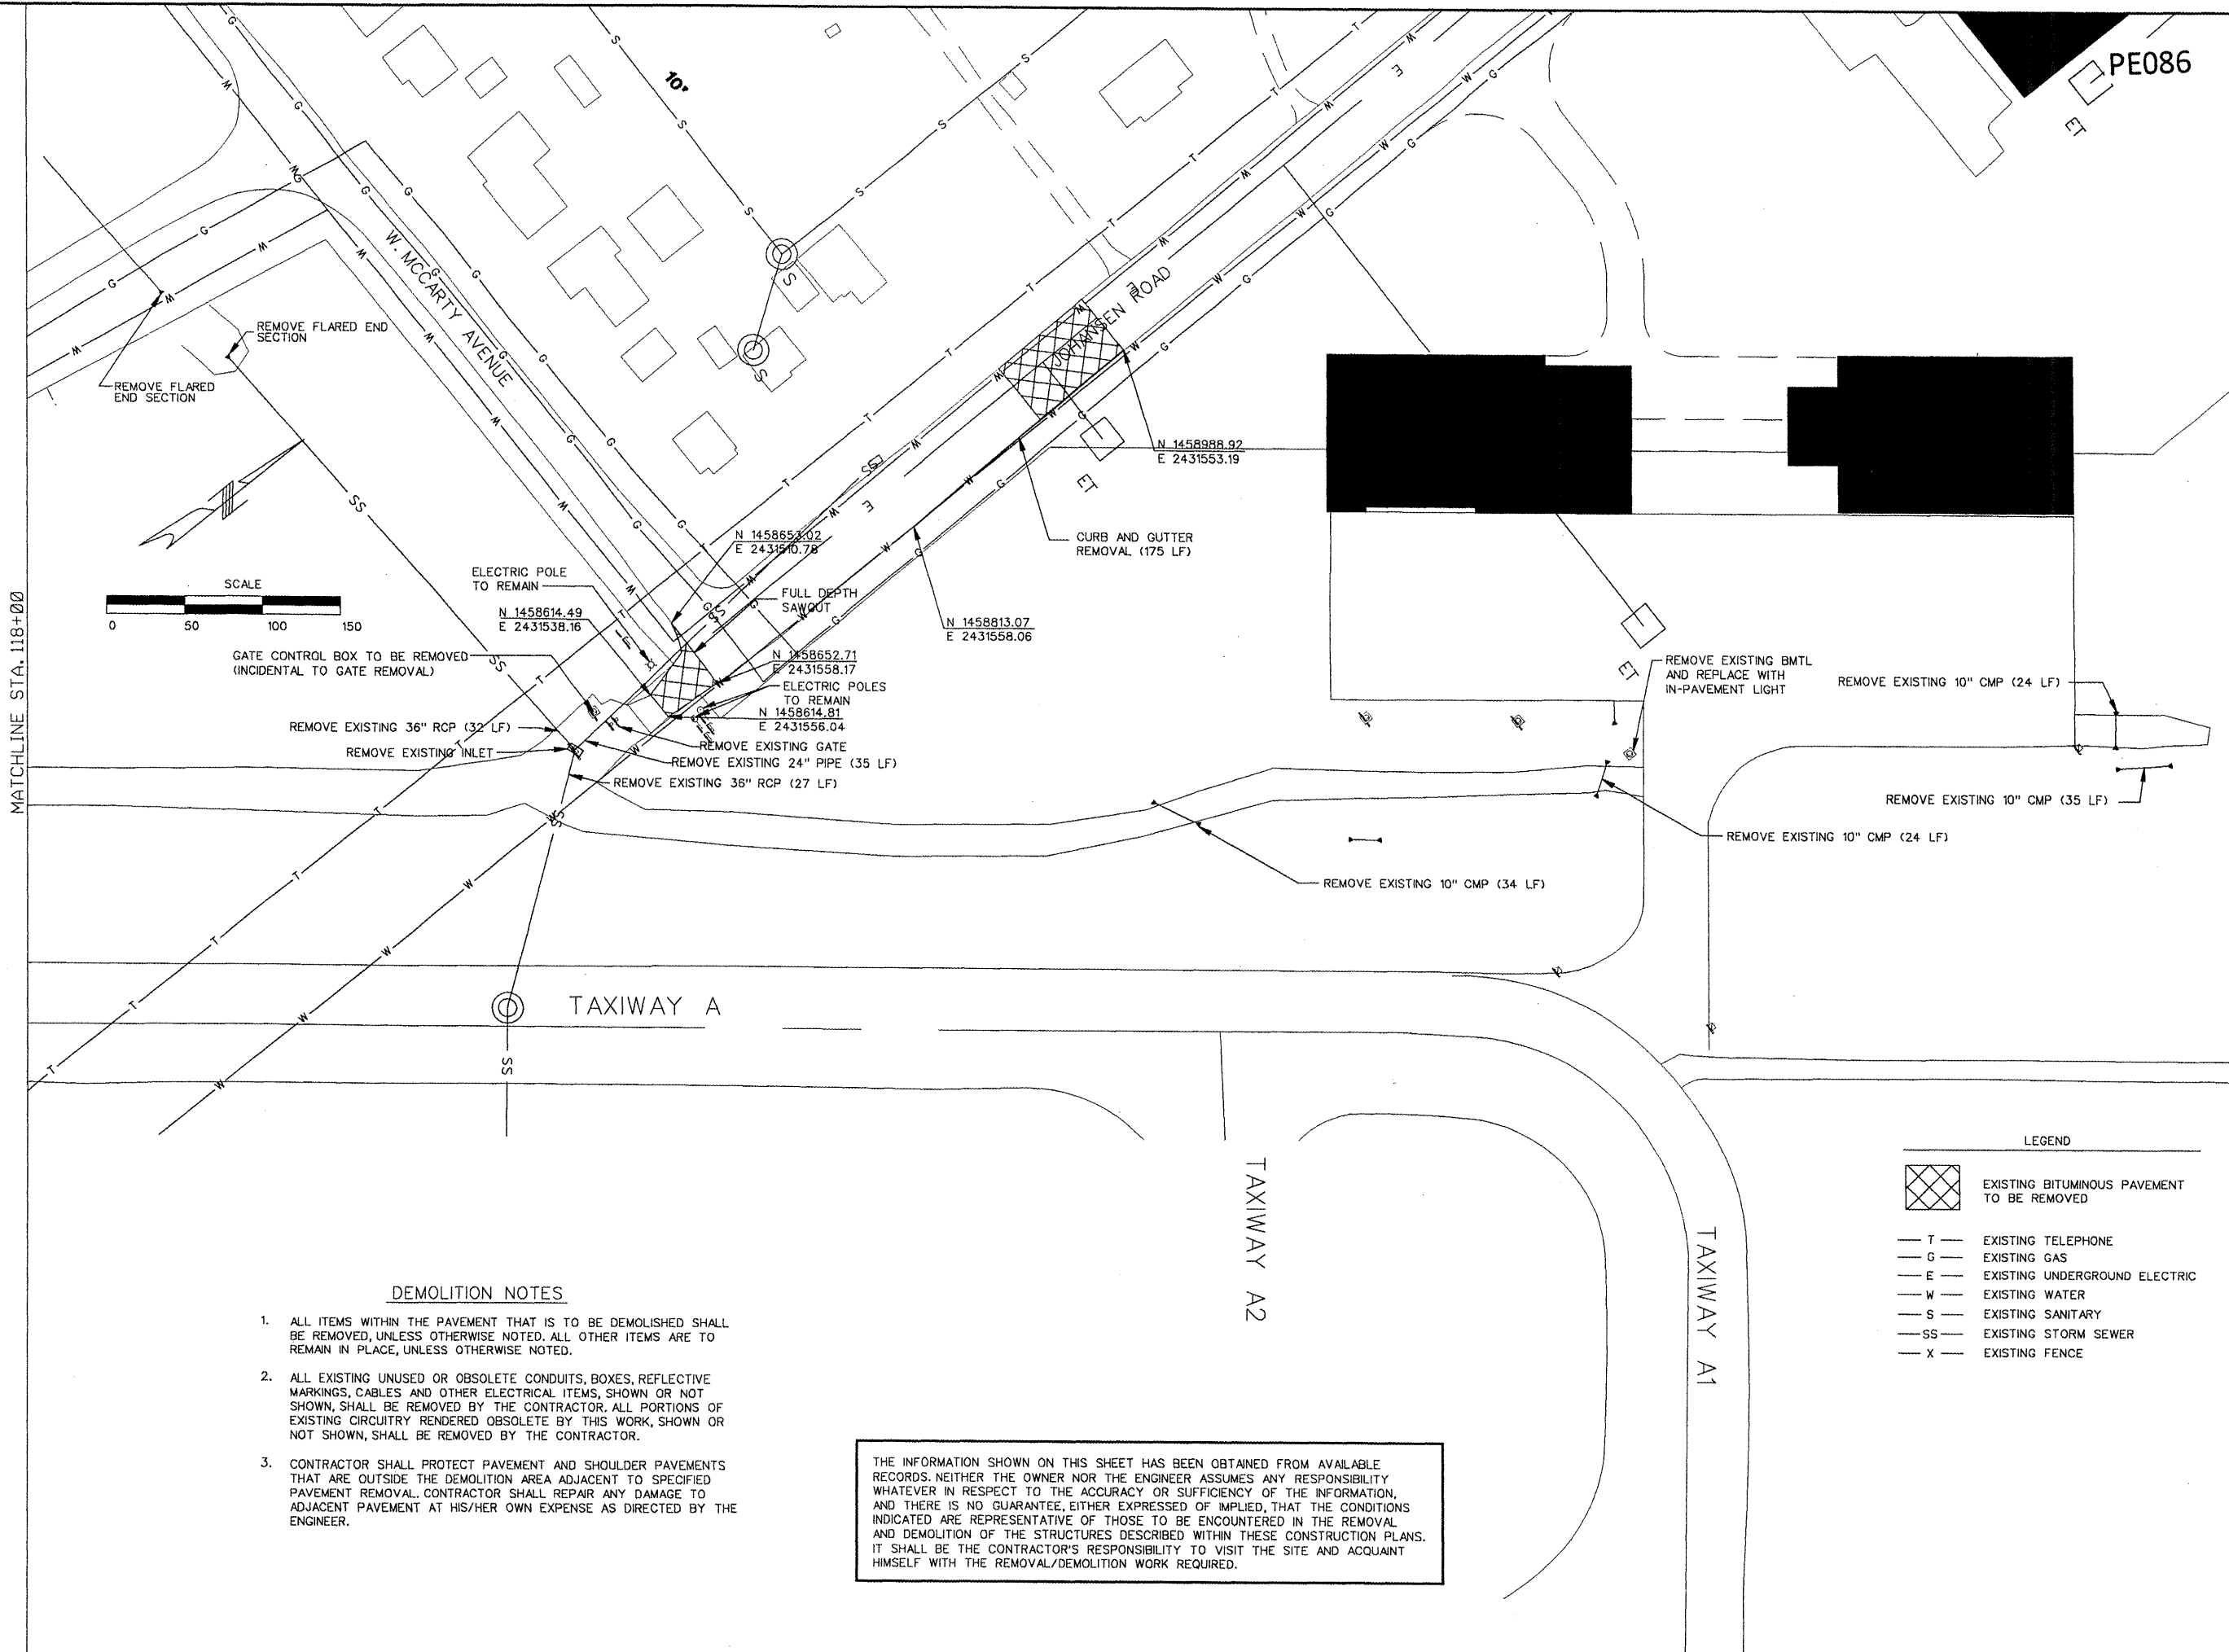 PE086
10"
ET
W. MCCARTY AVENUE
JOHANSEN ROAD
REMOVE FLARED END
SECTION
REMOVE FLARED
END SECTION
N 1458988.92
E 2431553.19
ET
CURB AND GUTTER
REMOVAL (175 LF)
N 1458653.02
E 2431510.78
ELECTRIC POLE
TO REMAIN
FULL DEPTH
SAWCUT
N 1458614.49
E 2431538.16
N 1458813.07
E 2431558.06
SCALE
0 50 100 150
MATCHLINE STA. 118+00
GATE CONTROL BOX TO BE REMOVED
(INCIDENTAL TO GATE REMOVAL)
N 1458652.71
E 2431558.17
ELECTRIC POLES
TO REMAIN
N 1458614.81
E 2431556.04
REMOVE EXISTING 36" RCP (32 LF)
REMOVE EXISTING INLET
REMOVE EXISTING GATE
REMOVE EXISTING 24" PIPE (35 LF)
REMOVE EXISTING 36" RCP (27 LF)
ET
REMOVE EXISTING BMTL
AND REPLACE WITH
IN-PAVEMENT LIGHT
REMOVE EXISTING 10" CMP (24 LF)
REMOVE EXISTING 10" CMP (35 LF)
REMOVE EXISTING 10" CMP (24 LF)
REMOVE EXISTING 10" CMP (34 LF)
TAXIWAY A
SS
TAXIWAY A2
TAXIWAY A1
LEGEND
EXISTING BITUMINOUS PAVEMENT
TO BE REMOVED
T EXISTING TELEPHONE
G EXISTING GAS
E EXISTING UNDERGROUND ELECTRIC
W EXISTING WATER
S EXISTING SANITARY
SS EXISTING STORM SEWER
X EXISTING FENCE
DEMOLITION NOTES
1. ALL ITEMS WITHIN THE PAVEMENT THAT IS TO BE DEMOLISHED SHALL
BE REMOVED, UNLESS OTHERWISE NOTED. ALL OTHER ITEMS ARE TO
REMAIN IN PLACE, UNLESS OTHERWISE NOTED.
2. ALL EXISTING UNUSED OR OBSOLETE CONDUITS, BOXES, REFLECTIVE
MARKINGS, CABLES AND OTHER ELECTRICAL ITEMS, SHOWN OR NOT
SHOWN, SHALL BE REMOVED BY THE CONTRACTOR. ALL PORTIONS OF
EXISTING CIRCUITRY RENDERED OBSOLETE BY THIS WORK, SHOWN OR
NOT SHOWN, SHALL BE REMOVED BY THE CONTRACTOR.
3. CONTRACTOR SHALL PROTECT PAVEMENT AND SHOULDER PAVEMENTS
THAT ARE OUTSIDE THE DEMOLITION AREA ADJACENT TO SPECIFIED
PAVEMENT REMOVAL. CONTRACTOR SHALL REPAIR ANY DAMAGE TO
ADJACENT PAVEMENT AT HIS/HER OWN EXPENSE AS DIRECTED BY THE
ENGINEER.
THE INFORMATION SHOWN ON THIS SHEET HAS BEEN OBTAINED FROM AVAILABLE
RECORDS. NEITHER THE OWNER NOR THE ENGINEER ASSUMES ANY RESPONSIBILITY
WHATEVER IN RESPECT TO THE ACCURACY OR SUFFICIENCY OF THE INFORMATION,
AND THERE IS NO GUARANTEE, EITHER EXPRESSED OF IMPLIED, THAT THE CONDITIONS
INDICATED ARE REPRESENTATIVE OF THOSE TO BE ENCOUNTERED IN THE REMOVAL
AND DEMOLITION OF THE STRUCTURES DESCRIBED WITHIN THESE CONSTRUCTION PLANS.
IT SHALL BE THE CONTRACTOR'S RESPONSIBILITY TO VISIT THE SITE AND ACQUAINT
HIMSELF WITH THE REMOVAL/DEMOLITION WORK REQUIRED.